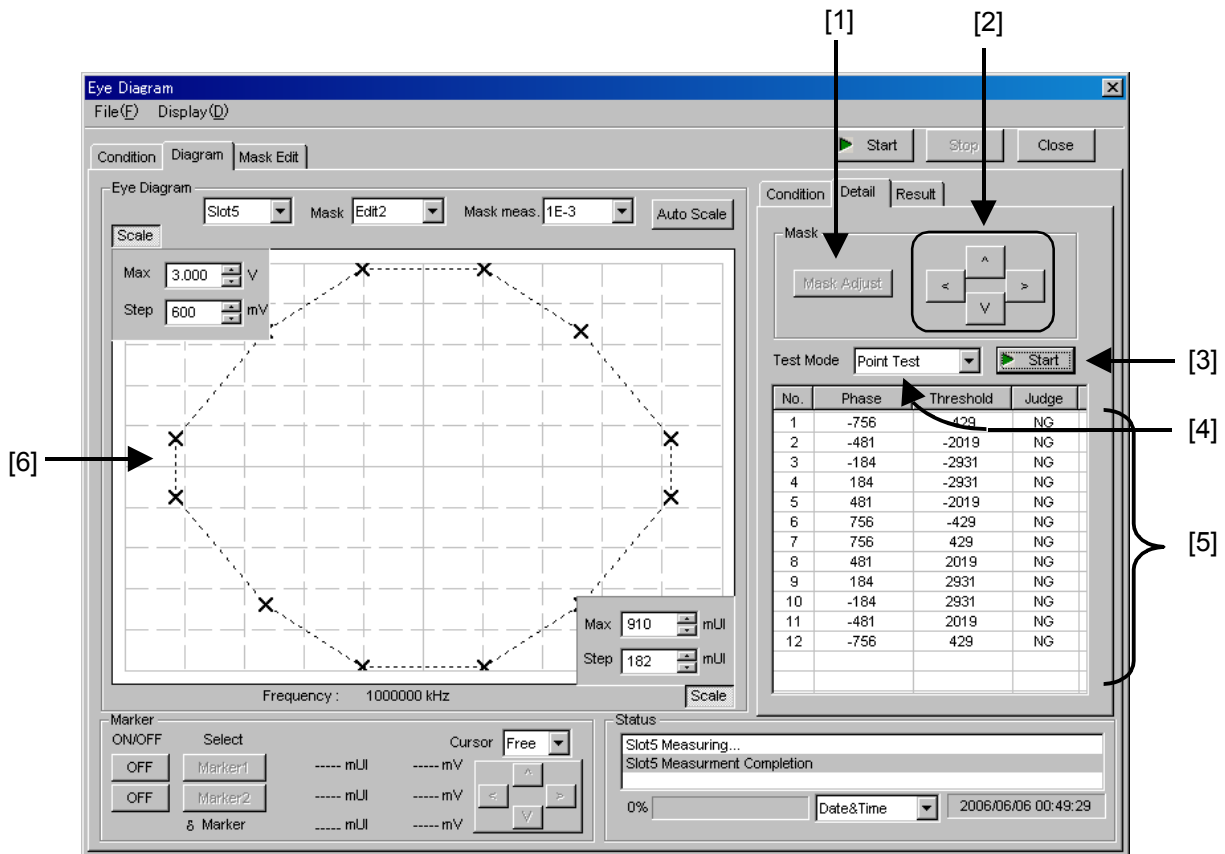 [1]
[2]
Eye Diagram
File(F) Display(D)
Start Stop Close
Condition Diagram Mask Edit
Eye Diagram
Slot5 Mask Edit2 Mask meas. 1E-3 Auto Scale
Scale
Max 3.000 V
Step 600 mV
Condition Detail Result
Mask
Mask Adjust
^
< >
V
Test Mode Point Test Start
[3]
No. Phase Threshold Judge
1 -756 -429 NG
2 -481 -2019 NG
3 -184 -2931 NG
4 184 -2931 NG
5 481 -2019 NG
6 756 -429 NG
7 756 429 NG
8 481 2019 NG
9 184 2931 NG
10 -184 2931 NG
11 -481 2019 NG
12 -756 429 NG
[4]
[5]
[6]
Max 910 mUI
Step 182 mUI
Frequency : 1000000 kHz
Scale
Marker
ON/OFF Select Cursor Free
OFF Marker1 ----- mUI ----- mV
OFF Marker2 ----- mUI ----- mV
δ Marker ----- mUI ----- mV
^
< >
V
Status
Slot5 Measuring...
Slot5 Measurment Completion
0% Date&Time 2006/06/06 00:49:29